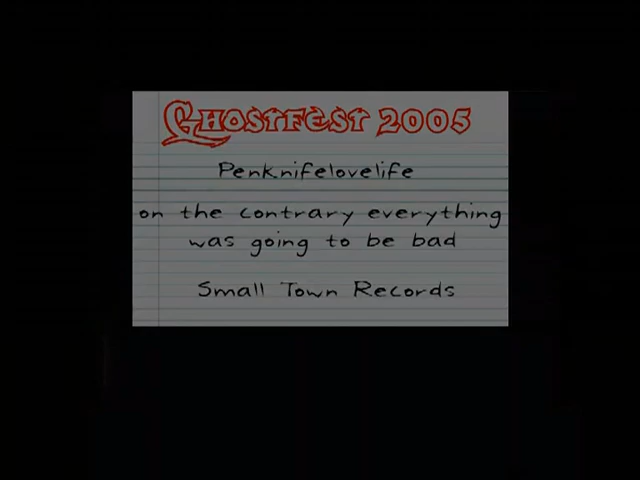 Ghostfest 2005
Penknifelovelife
on the contrary everything
was going to be bad
Small Town Records